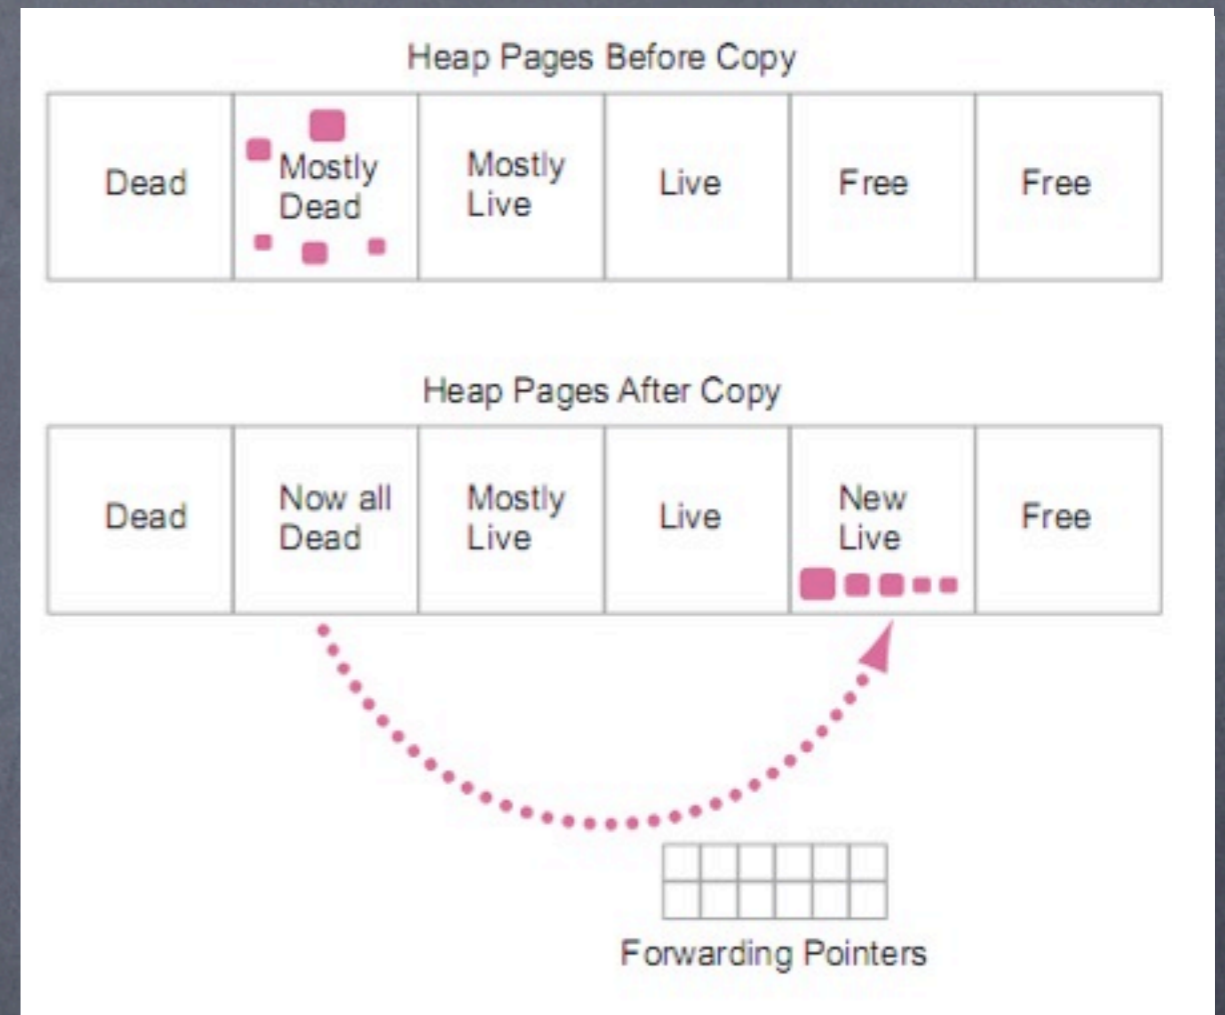 Heap Pages Before Copy
Dead
Mostly
Dead
Mostly
Live
Live
Free
Free
Heap Pages After Copy
Dead
Now all
Dead
Mostly
Live
Live
New
Live
Free
Forwarding Pointers